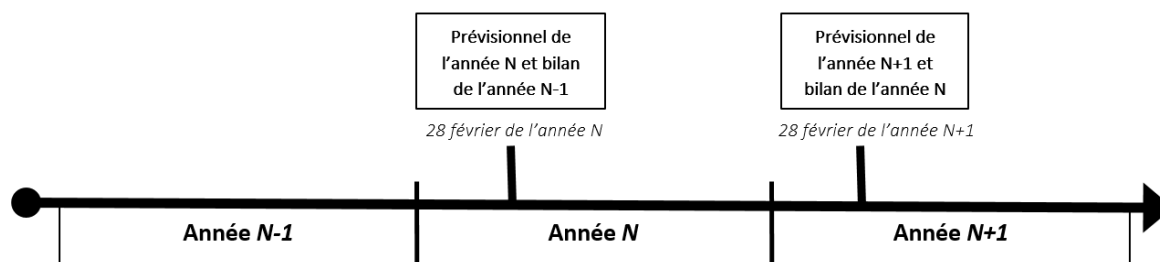 Prévisionnel de
l'année N et bilan
de l'année N-1
28 février de l'année N
Prévisionnel de
l'année N+1 et
bilan de l'année N
28 février de l'année N+1
Année N-1
Année N
Année N+1